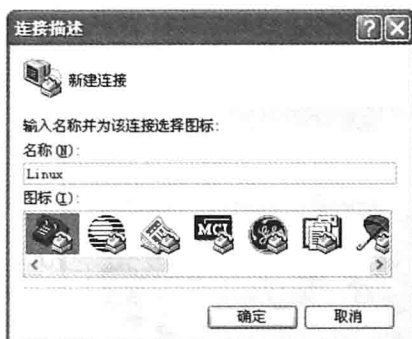 连接描述
新建连接
输入名称并为该连接选择图标:
名称(N):
Linux
图标(I):
MCI
确定
取消